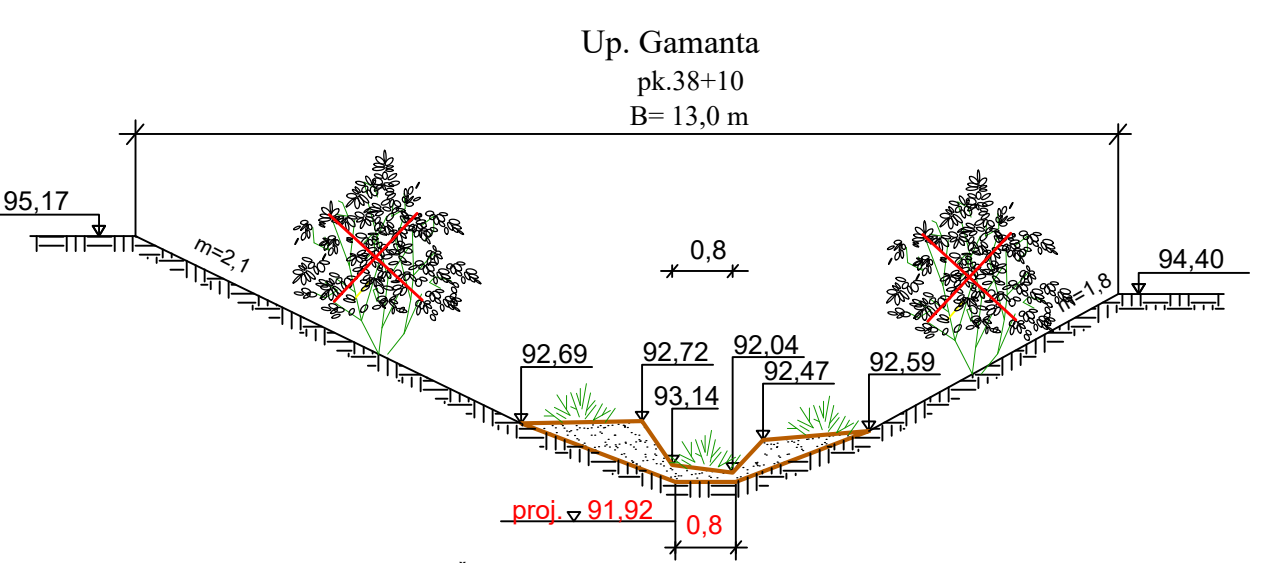 Up. Gamanta
pk.38+10
B= 13,0 m
95,17
m=2,1
0,8
94,40
m=1,8
92,69
92,72
92,04
92,47
92,59
93,14
proj. 91,92
0,8